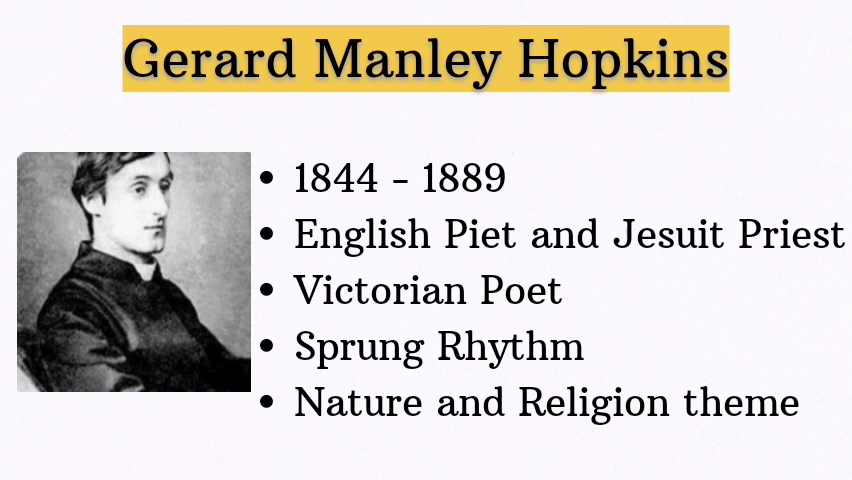 Gerard Manley Hopkins
• 1844 - 1889
• English Piet and Jesuit Priest
• Victorian Poet
• Sprung Rhythm
• Nature and Religion theme